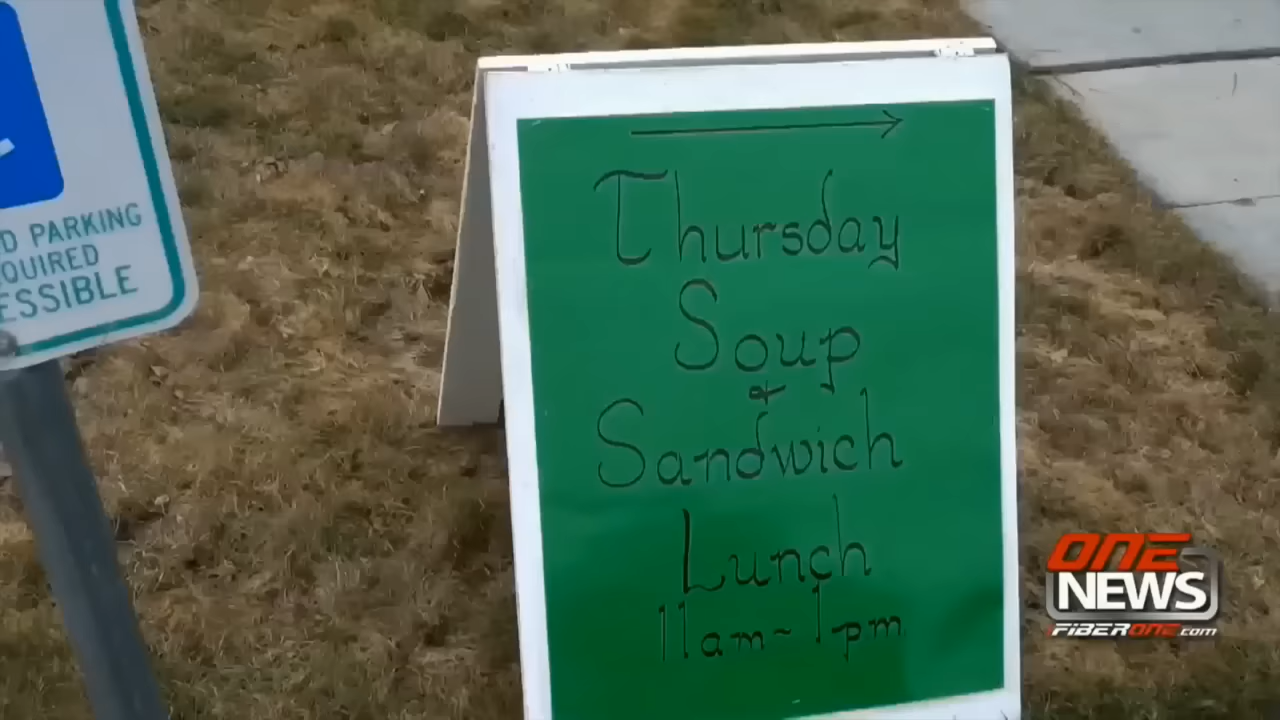 Thursday
Soup
&
Sandwich
Lunch
11am-1pm
D PARKING
QUIRED
ESSIBLE
ONE
NEWS
FIBERONE.com